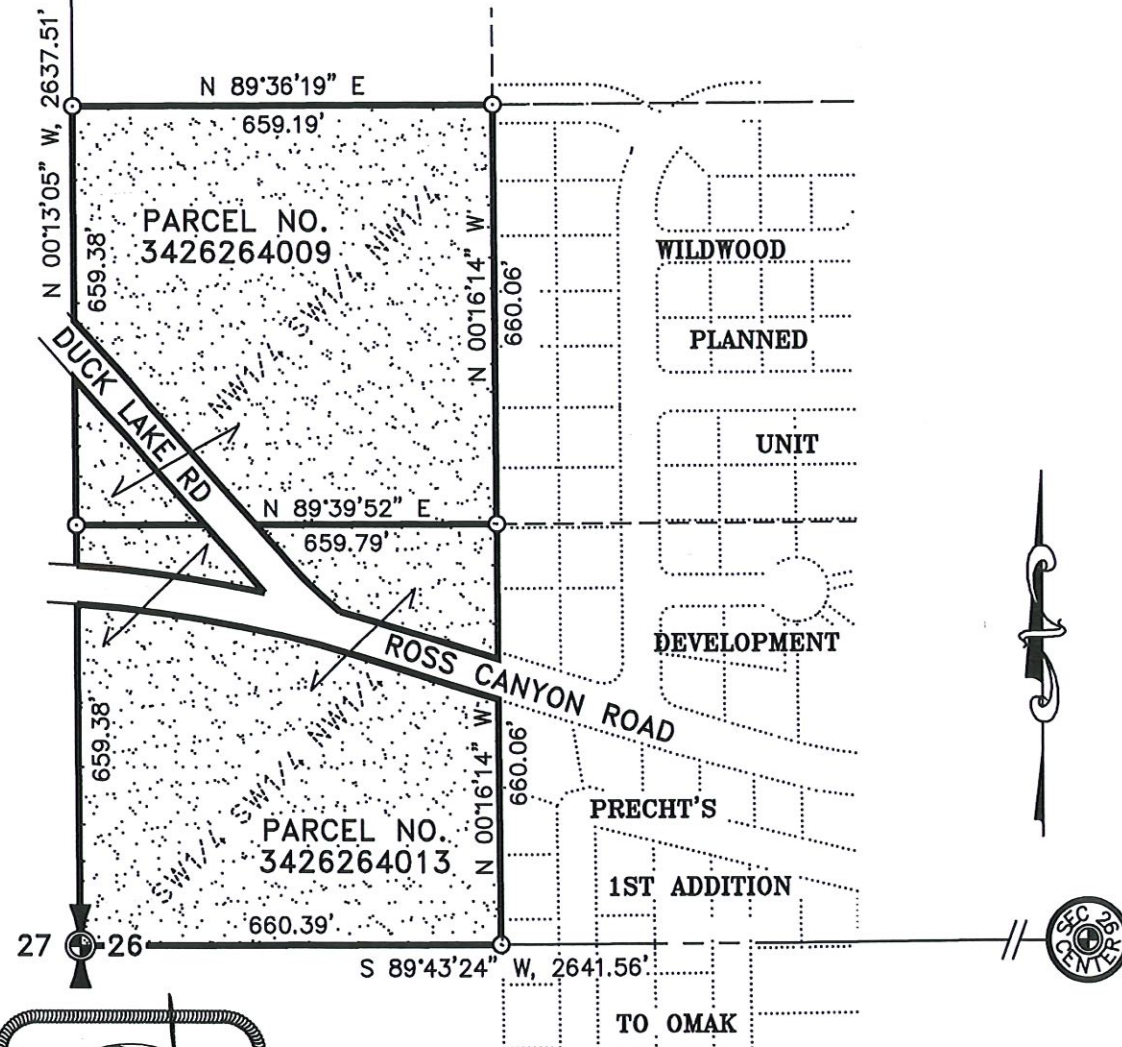 N 00°13'05" W, 2637.51'
N 89°36'19" E
659.19'
PARCEL NO.
3426264009
659.38'
NW1/4, SW1/4, NW1/4,
N 00°16'14" W
660.06'
WILDWOOD
PLANNED
UNIT
DEVELOPMENT
DUCK LAKE RD
N 89°39'52" E
659.79'
ROSS CANYON ROAD
659.38'
SW1/4, SW1/4, NW1/4,
N 00°16'14" W
660.06'
PARCEL NO.
3426264013
PRECHT'S
1ST ADDITION
TO OMAK
660.39'
27
26
S 89°43'24" W, 2641.56'
SEC 26
CENTER